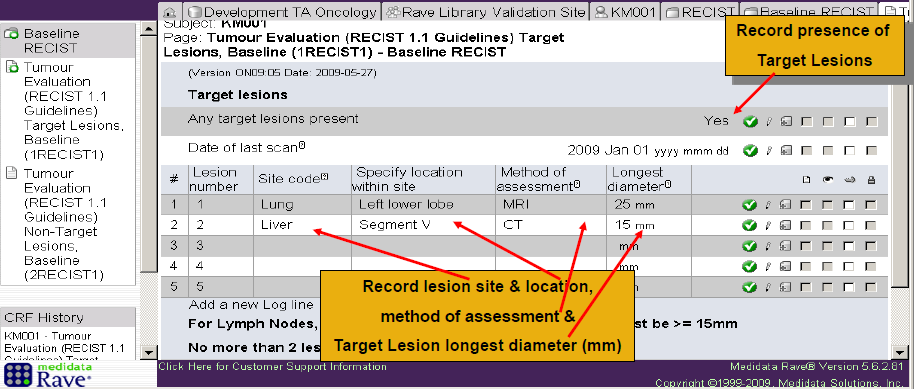 Development TA Oncology
Rave Library Validation Site
KM001
RECIST
Baseline RECIST
Subject: KM001
Page: Tumour Evaluation (RECIST 1.1 Guidelines) Target
Lesions, Baseline (1RECIST1) - Baseline RECIST
Record presence of
Target Lesions
Baseline
RECIST
Tumour
Evaluation
(RECIST 1.1
Guidelines)
Target Lesions,
Baseline
(1RECIST1)
Tumour
Evaluation
(RECIST 1.1
Guidelines)
Non-Target
Lesions,
Baseline
(2RECIST1)
CRF History
KM001 - Tumour
Evaluation (RECIST 1.1
Guidelines) Target
(Version ON09:05 Date: 2009-05-27)
Target lesions
Any target lesions present Yes
Date of last scan 2009 Jan 01 yyyy mmm dd
# Lesion number Site code Specify location within site Method of assessment Longest diameter
1 1 Lung Left lower lobe MRI 25 mm
2 2 Liver Segment V CT 15 mm
3 3 mm
4 4 mm
5 5
Record lesion site & location,
method of assessment &
Target Lesion longest diameter (mm)
Add a new Log line
For Lymph Nodes, st be >= 15mm
No more than 2 les
medidata
Rave
Click Here for Customer Support Information
Medidata Rave® Version 5.6.2.81
Copyright ©1999-2009, Medidata Solutions, Inc.